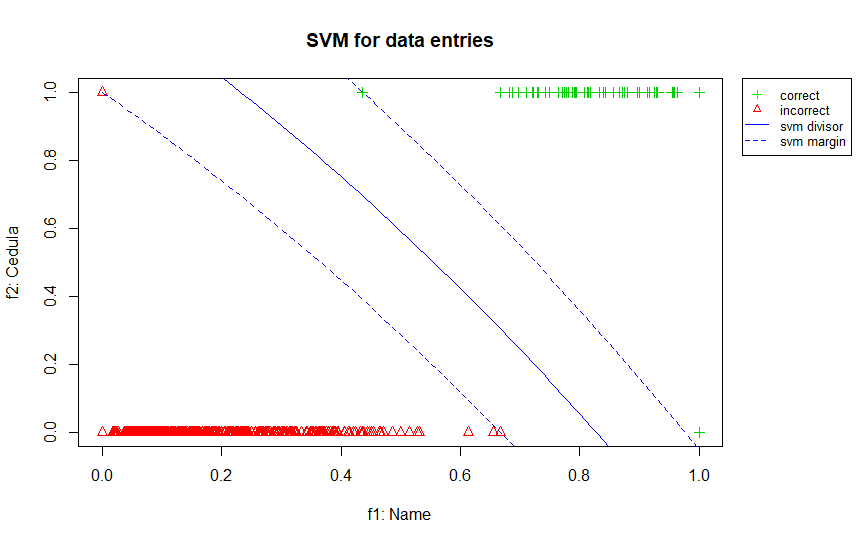 SVM for data entries
correct
incorrect
svm divisor
svm margin
f2: Cedula
1.0
0.8
0.6
0.4
0.2
0.0
0.0 0.2 0.4 0.6 0.8 1.0
f1: Name